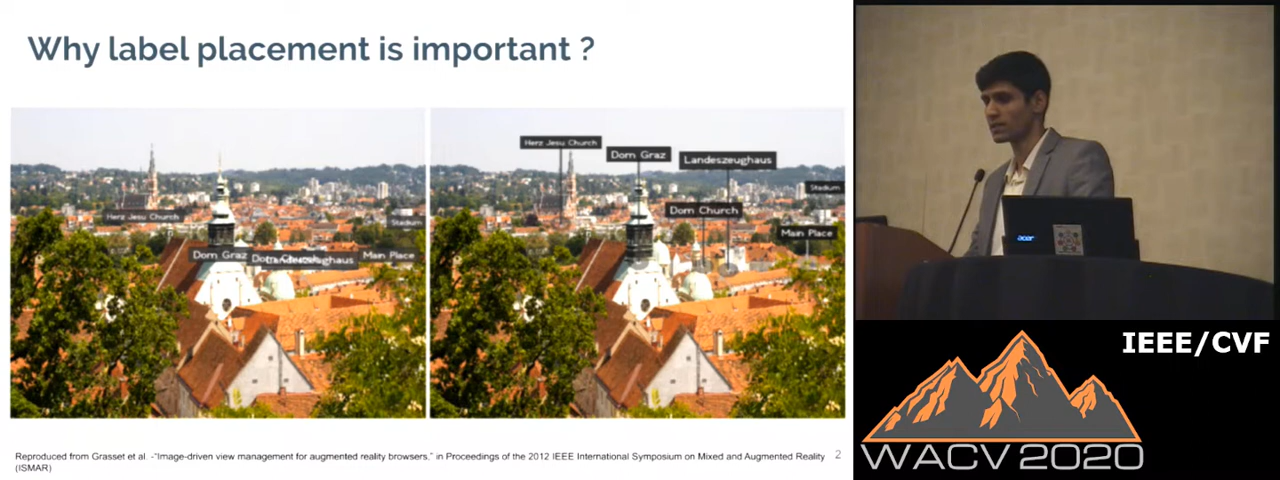 Why label placement is important ?
Herz Jesu Church
Stadium
Dom Graz
Main Place
Herz Jesu Church
Dom Graz
Landeszeughaus
Stadium
Dom Church
Main Place
Reproduced from Grasset et al. -"Image-driven view management for augmented reality browsers," in Proceedings of the 2012 IEEE International Symposium on Mixed and Augmented Reality
(ISMAR)
2
acer
IEEE/CVF
WACV 2020